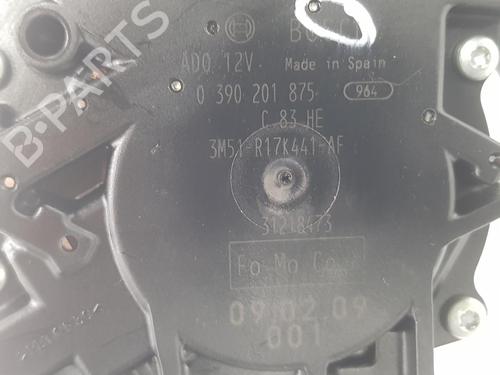 BOSCH
ADO 12V Made in Spain
0 390 201 875 964
C 83 HE
3M51-R17K441-AF
31218473
Fo Mo Co
09.02.09
001
B-PARTS